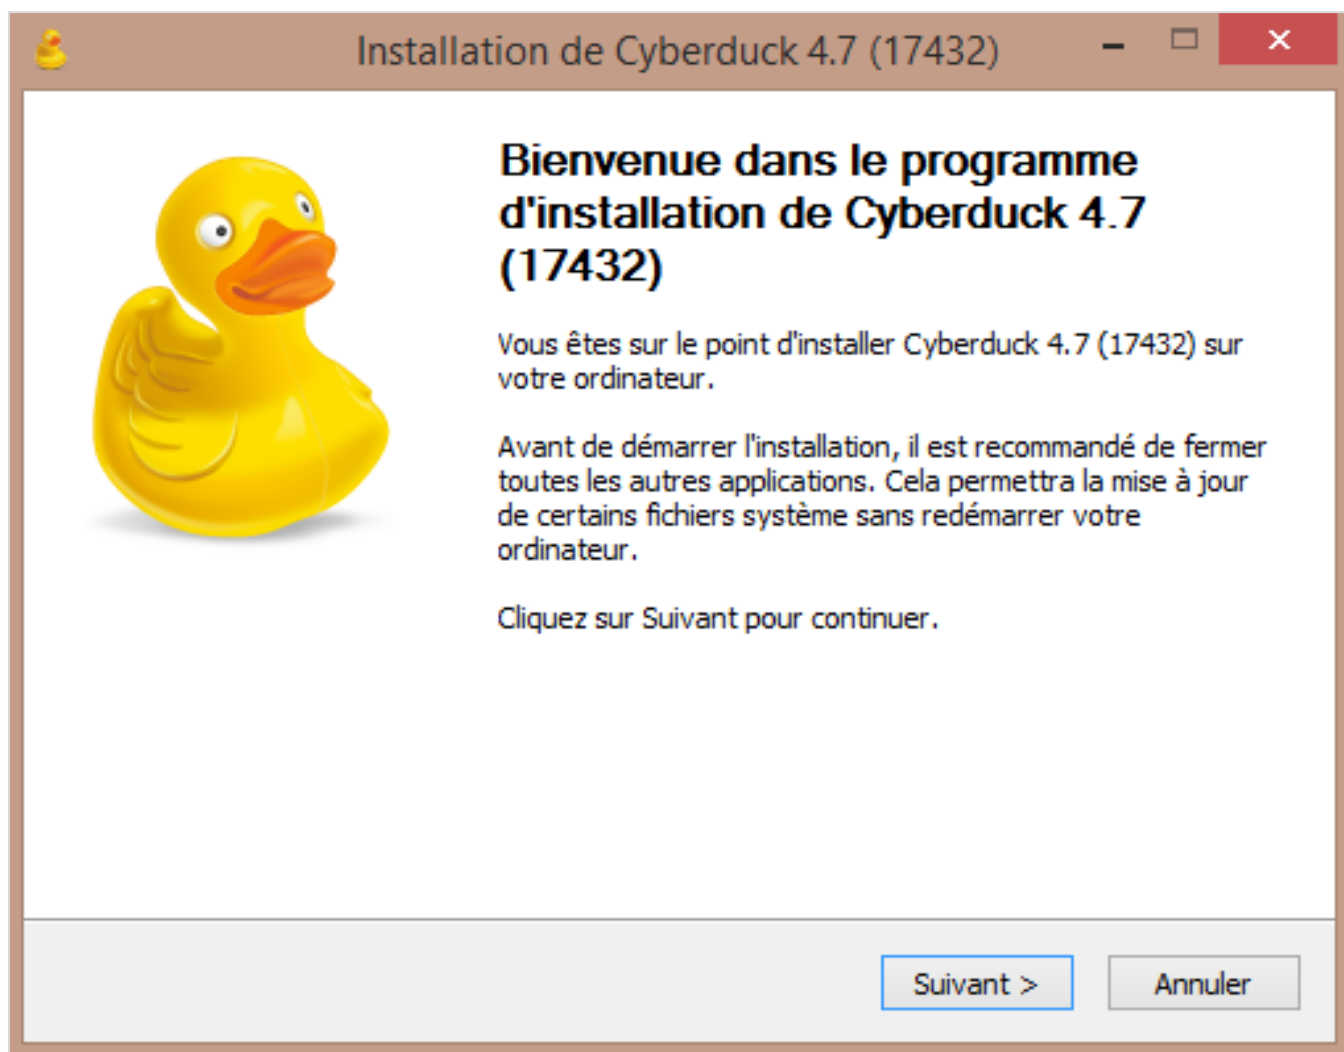 Installation de Cyberduck 4.7 (17432)
Bienvenue dans le programme
d'installation de Cyberduck 4.7
(17432)
Vous êtes sur le point d'installer Cyberduck 4.7 (17432) sur
votre ordinateur.
Avant de démarrer l'installation, il est recommandé de fermer
toutes les autres applications. Cela permettra la mise à jour
de certains fichiers système sans redémarrer votre
ordinateur.
Cliquez sur Suivant pour continuer.
Suivant >
Annuler